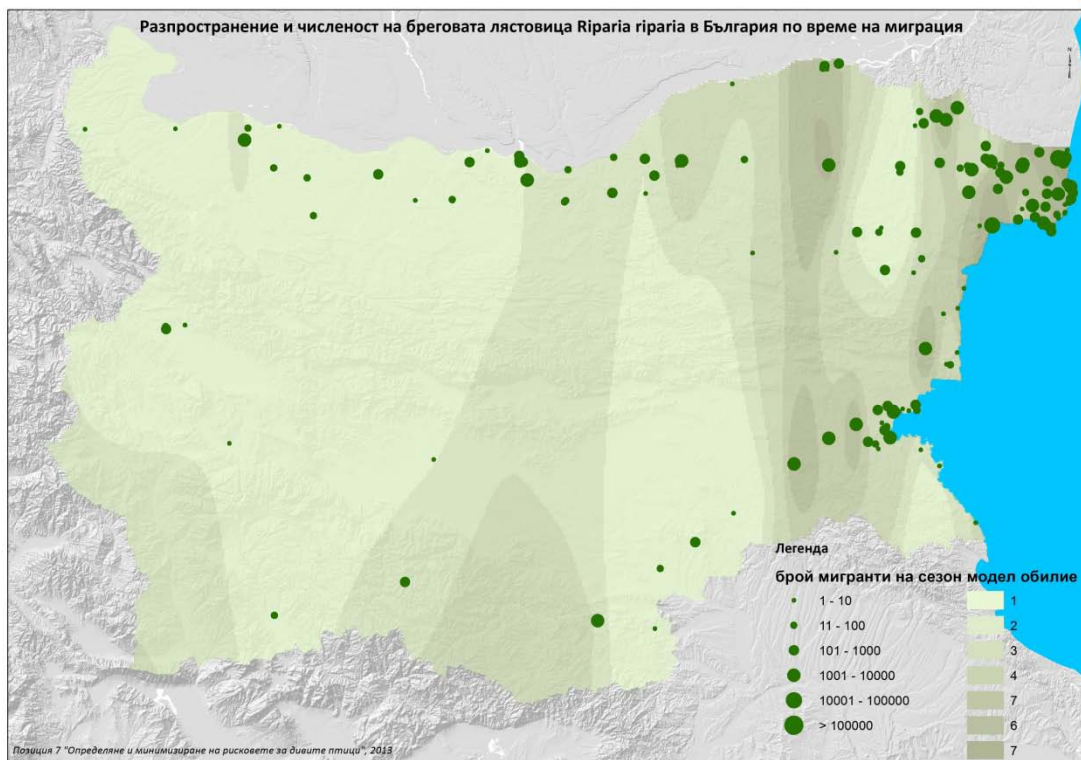 Разпространение и численост на бреговата лястовица Riparia riparia в България по време на миграция
Легенда
брой мигранти на сезон модел обилие
1 - 10 1
11 - 100 2
101 - 1000 3
1001 - 10000 4
10001 - 100000 7
> 100000 6
7
Позиция 7 "Определяне и минимизиране на рисковете за дивите птици", 2013